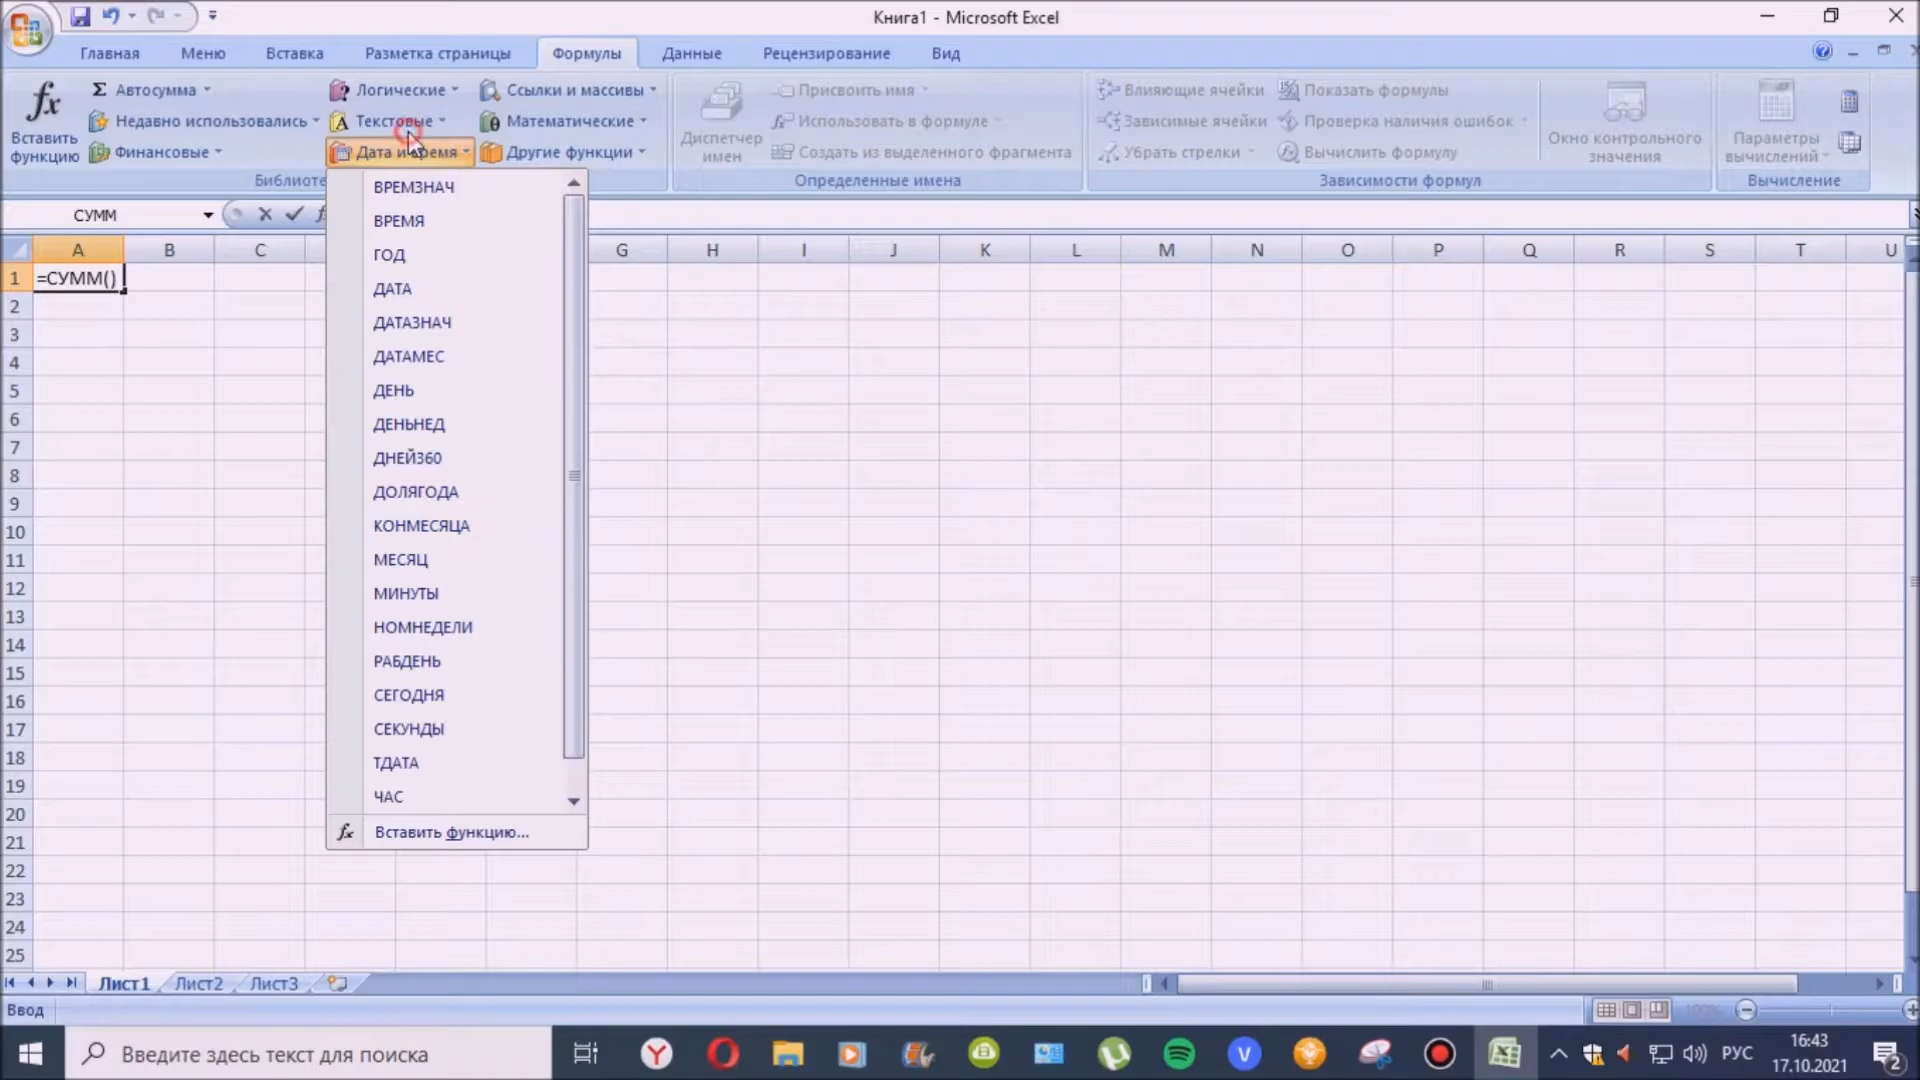 Книга1 - Microsoft Excel
Главная Меню Вставка Разметка страницы Формулы Данные Рецензирование Вид
Вставить функцию
Σ Автосумма
Недавно использовались
Финансовые
Логические
Текстовые
Дата и время
Ссылки и массивы
Математические
Другие функции
Диспетчер имен
Присвоить имя
Использовать в формуле
Создать из выделенного фрагмента
Определенные имена
Влияющие ячейки
Зависимые ячейки
Убрать стрелки
Показать формулы
Проверка наличия ошибок
Вычислить формулу
Зависимости формул
Окно контрольного значения
Параметры вычислений
Вычисление
СУММ
A B C G H I J K L M N O P Q R S T U
1 =СУММ()
2
3
4
5
6
7
8
9
10
11
12
13
14
15
16
17
18
19
20
21
22
23
24
25
ВРЕМЗНАЧ
ВРЕМЯ
ГОД
ДАТА
ДАТАЗНАЧ
ДАТАМЕС
ДЕНЬ
ДЕНЬНЕД
ДНЕЙ360
ДОЛЯГОДА
КОНМЕСЯЦА
МЕСЯЦ
МИНУТЫ
НОМНЕДЕЛИ
РАБДЕНЬ
СЕГОДНЯ
СЕКУНДЫ
ТДАТА
ЧАС
fx Вставить функцию...
Лист1 Лист2 Лист3
Ввод
Введите здесь текст для поиска
РУС
16:43
17.10.2021
2